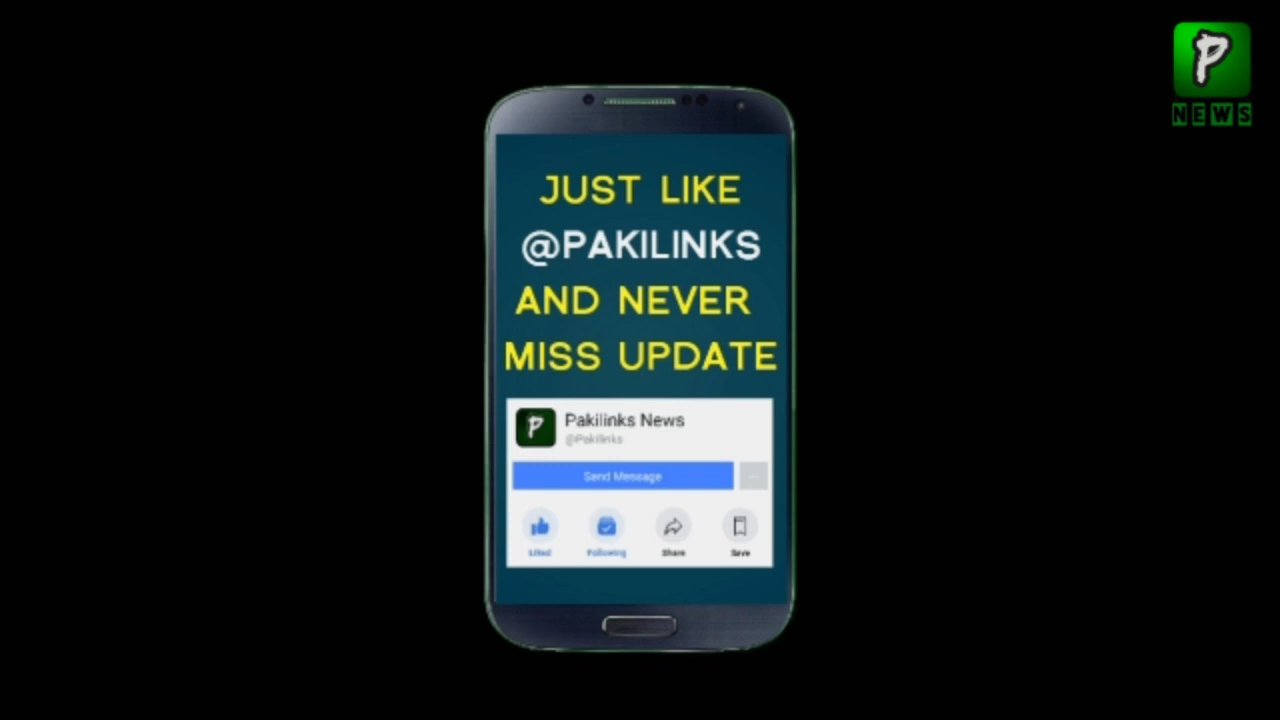 P
NEWS
JUST LIKE
@PAKILINKS
AND NEVER
MISS UPDATE
P
Pakilinks News
@Pakilinks
Send Message
...
Liked Following Share Save